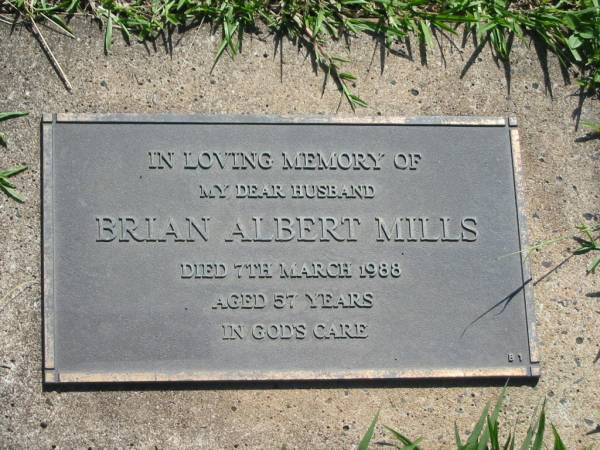 IN LOVING MEMORY OF
MY DEAR HUSBAND
BRIAN ALBERT MILLS
DIED 7TH MARCH 1988
AGED 57 YEARS
IN GOD'S CARE
B 1